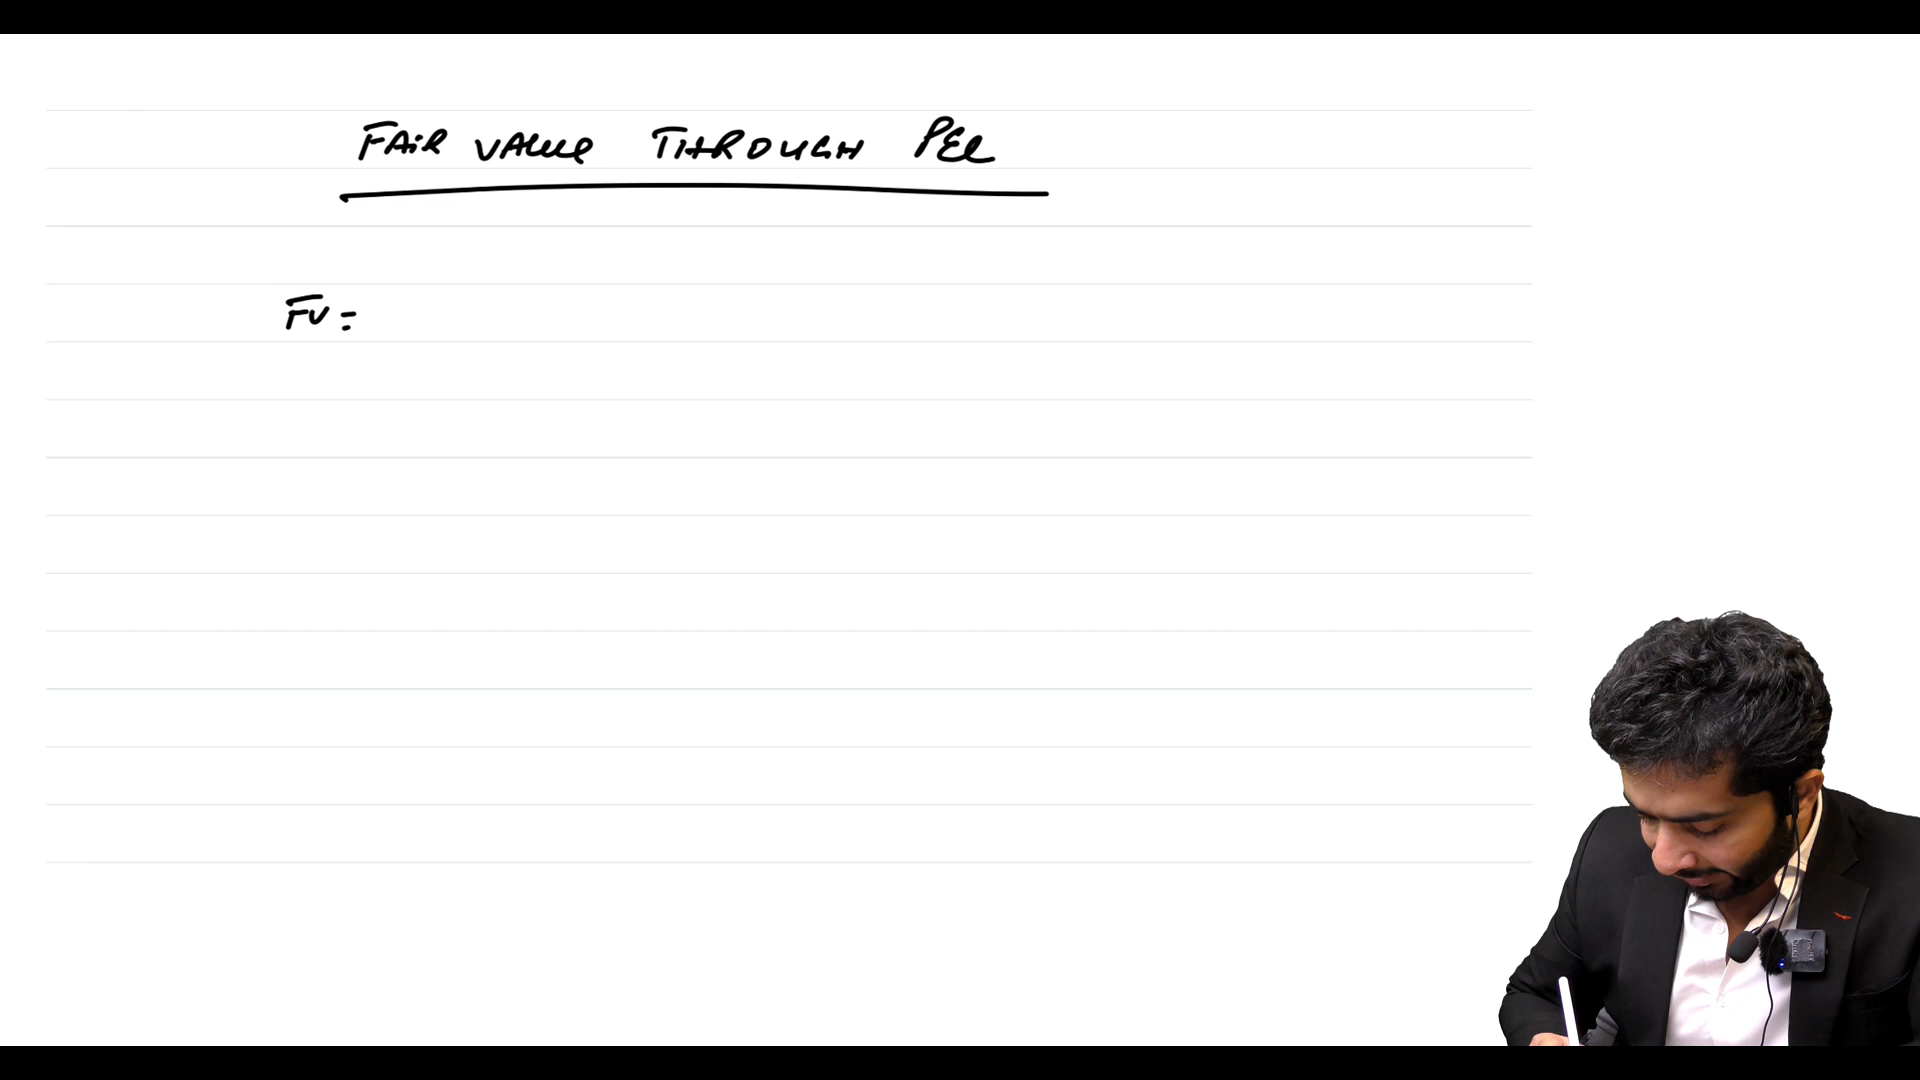 FAIR VALUE THROUGH P&L
FV =